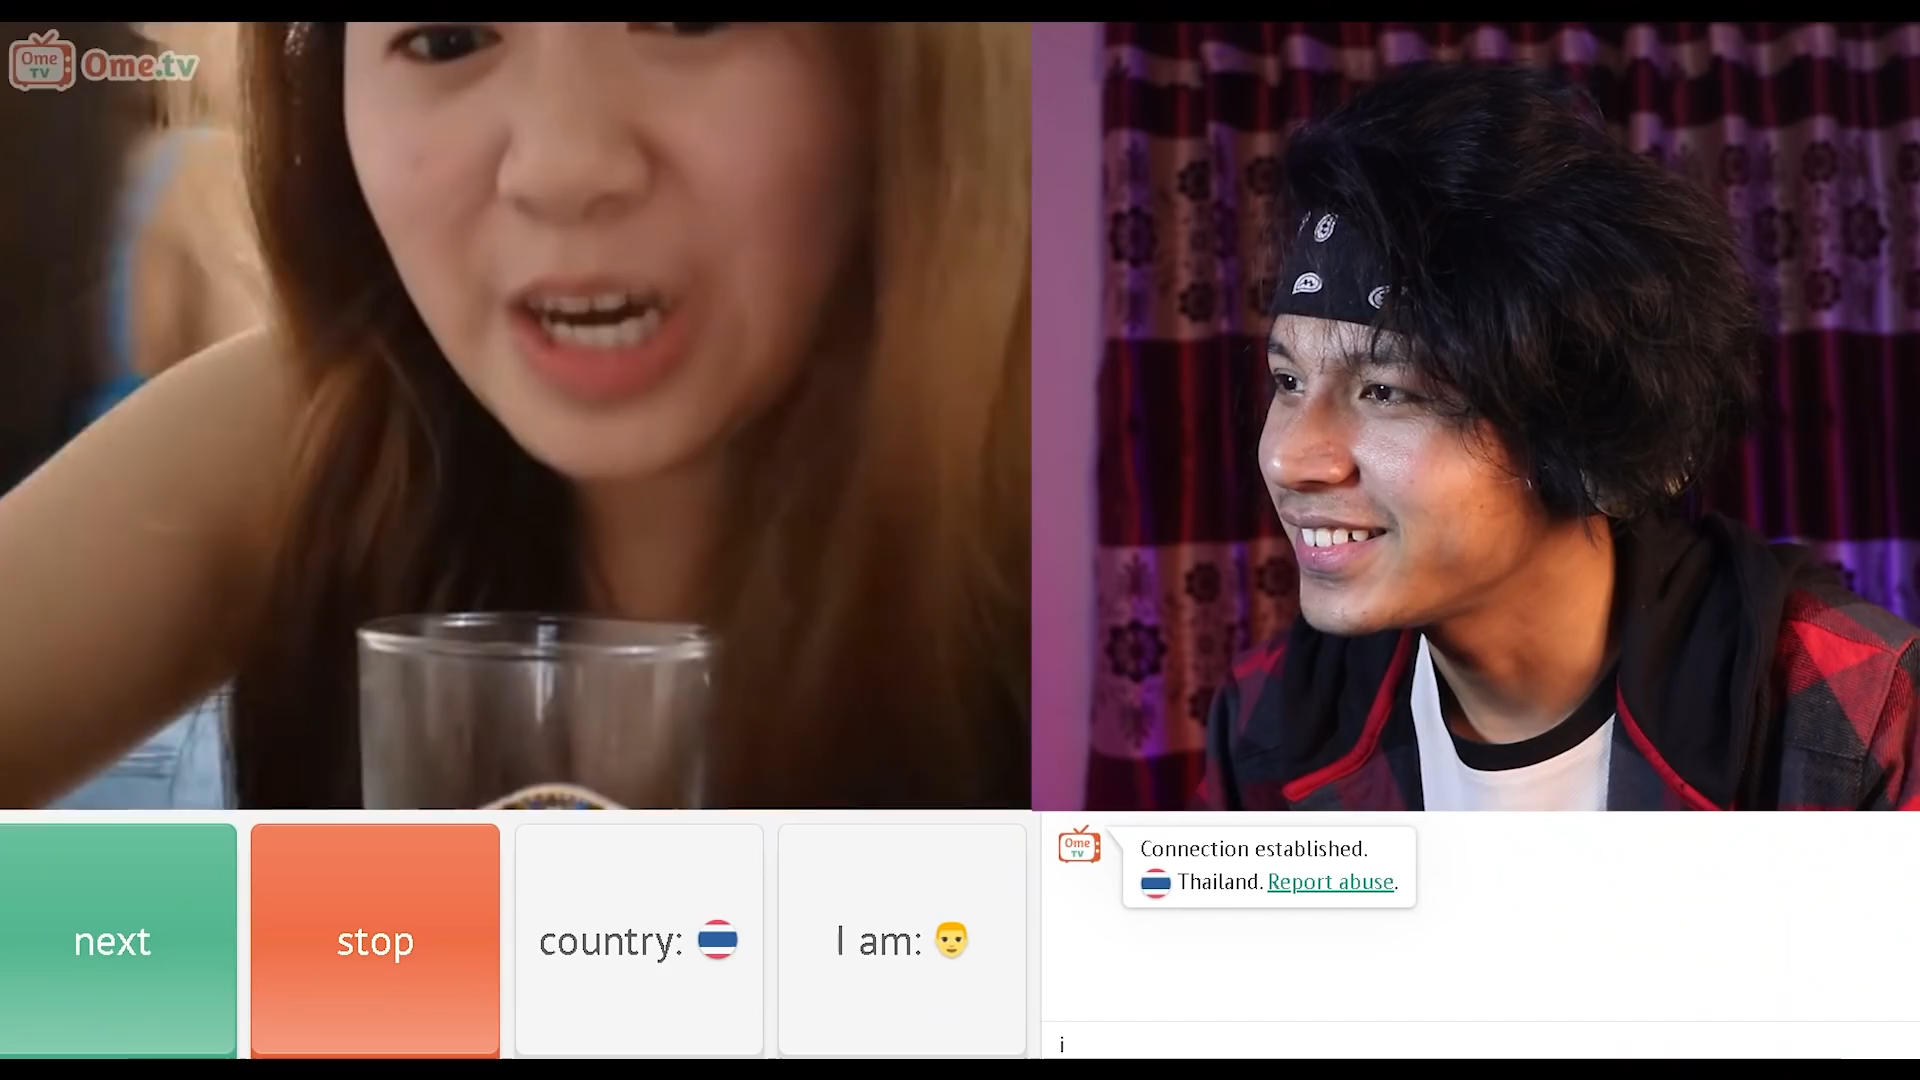 Ome TV Ome.tv
next
stop
country:
I am:
Ome TV
Connection established.
Thailand. Report abuse.
i